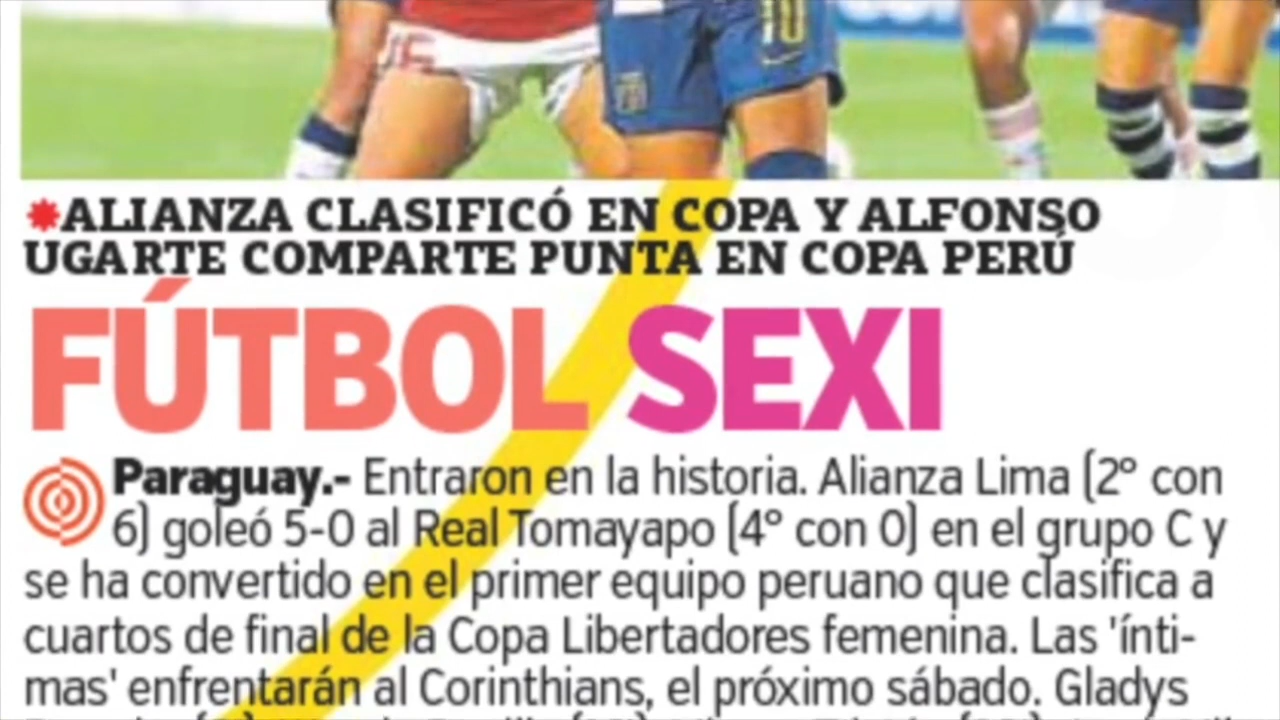 10
*ALIANZA CLASIFICÓ EN COPA Y ALFONSO
UGARTE COMPARTE PUNTA EN COPA PERÚ
FÚTBOL SEXI
Paraguay.- Entraron en la historia. Alianza Lima (2° con
6) goleó 5-0 al Real Tomayapo (4° con 0) en el grupo C y
se ha convertido en el primer equipo peruano que clasifica a
cuartos de final de la Copa Libertadores femenina. Las 'ínti-
mas' enfrentarán al Corinthians, el próximo sábado. Gladys